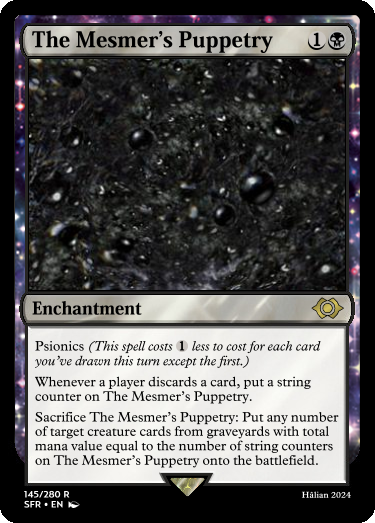 The Mesmer's Puppetry 1
Enchantment
Psionics (This spell costs 1 less to cost for each card
you've drawn this turn except the first.)
Whenever a player discards a card, put a string
counter on The Mesmer's Puppetry.
Sacrifice The Mesmer's Puppetry: Put any number
of target creature cards from graveyards with total
mana value equal to the number of string counters
on The Mesmer's Puppetry onto the battlefield.
145/280 R
SFR • EN Hālian 2024